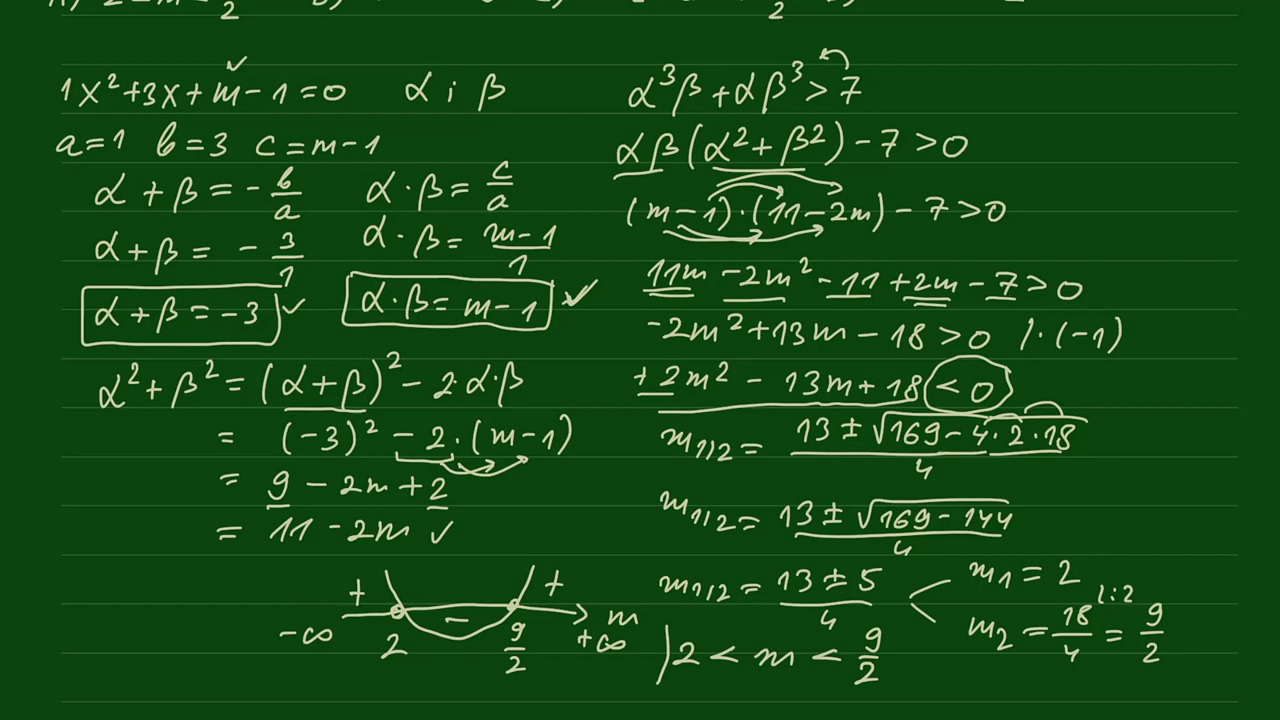 1x²+3x+m-1=0 α i β
a=1 b=3 c=m-1
α+β=-b/a α·β=c/a
α+β=-3/1 α·β=m-1/1
α+β=-3 ✓ α·β=m-1 ✓
α²+β²=(α+β)²-2·α·β
= (-3)²-2·(m-1)
= 9-2m+2
= 11-2m ✓
+ - + m
-∞ 2 9/2 +∞
α³β+αβ³>7
αβ(α²+β²)-7>0
(m-1)·(11-2m)-7>0
11m-2m²-11+2m-7>0
-2m²+13m-18>0 /·(-1)
+2m²-13m+18<0
m1/2=13±√169-4·2·18/4
m1/2=13±√169-144/4
m1/2=13±5/4
m1=2
m2=18/4=9/2 |:2
2<m<9/2